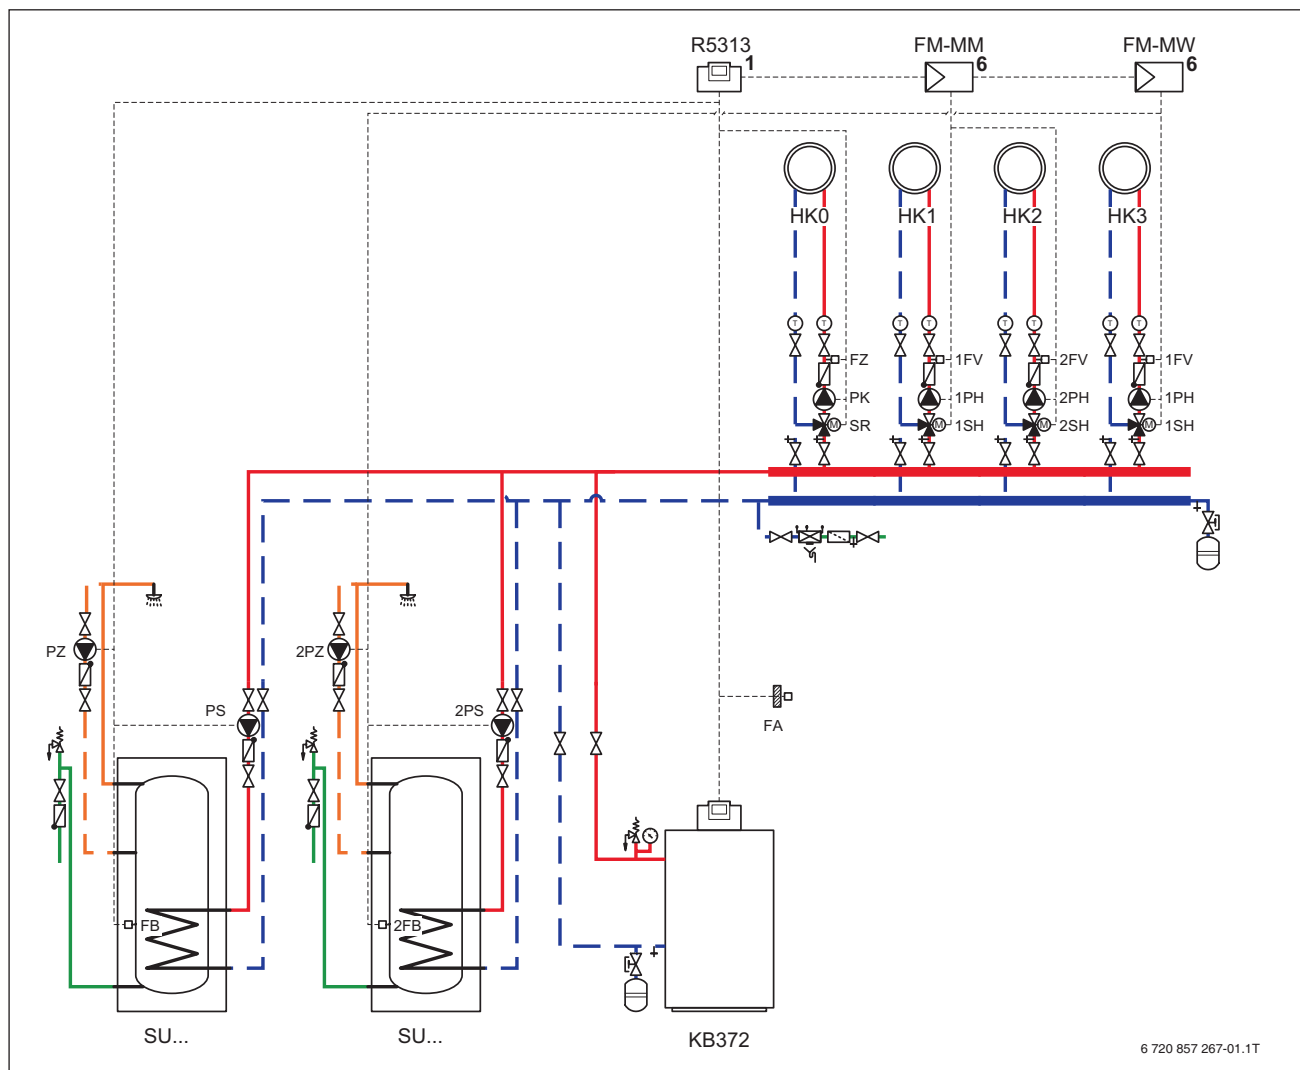 R5313 FM-MM FM-MW
1 6 6
HK0 HK1 HK2 HK3
T T T T T T T T
FZ 1FV 2FV 1FV
PK 1PH 2PH 1PH
M SR M 1SH M 2SH M 1SH
PZ 2PZ
PS 2PS
FA
FB 2FB
SU... SU... KB372
6 720 857 267-01.1T